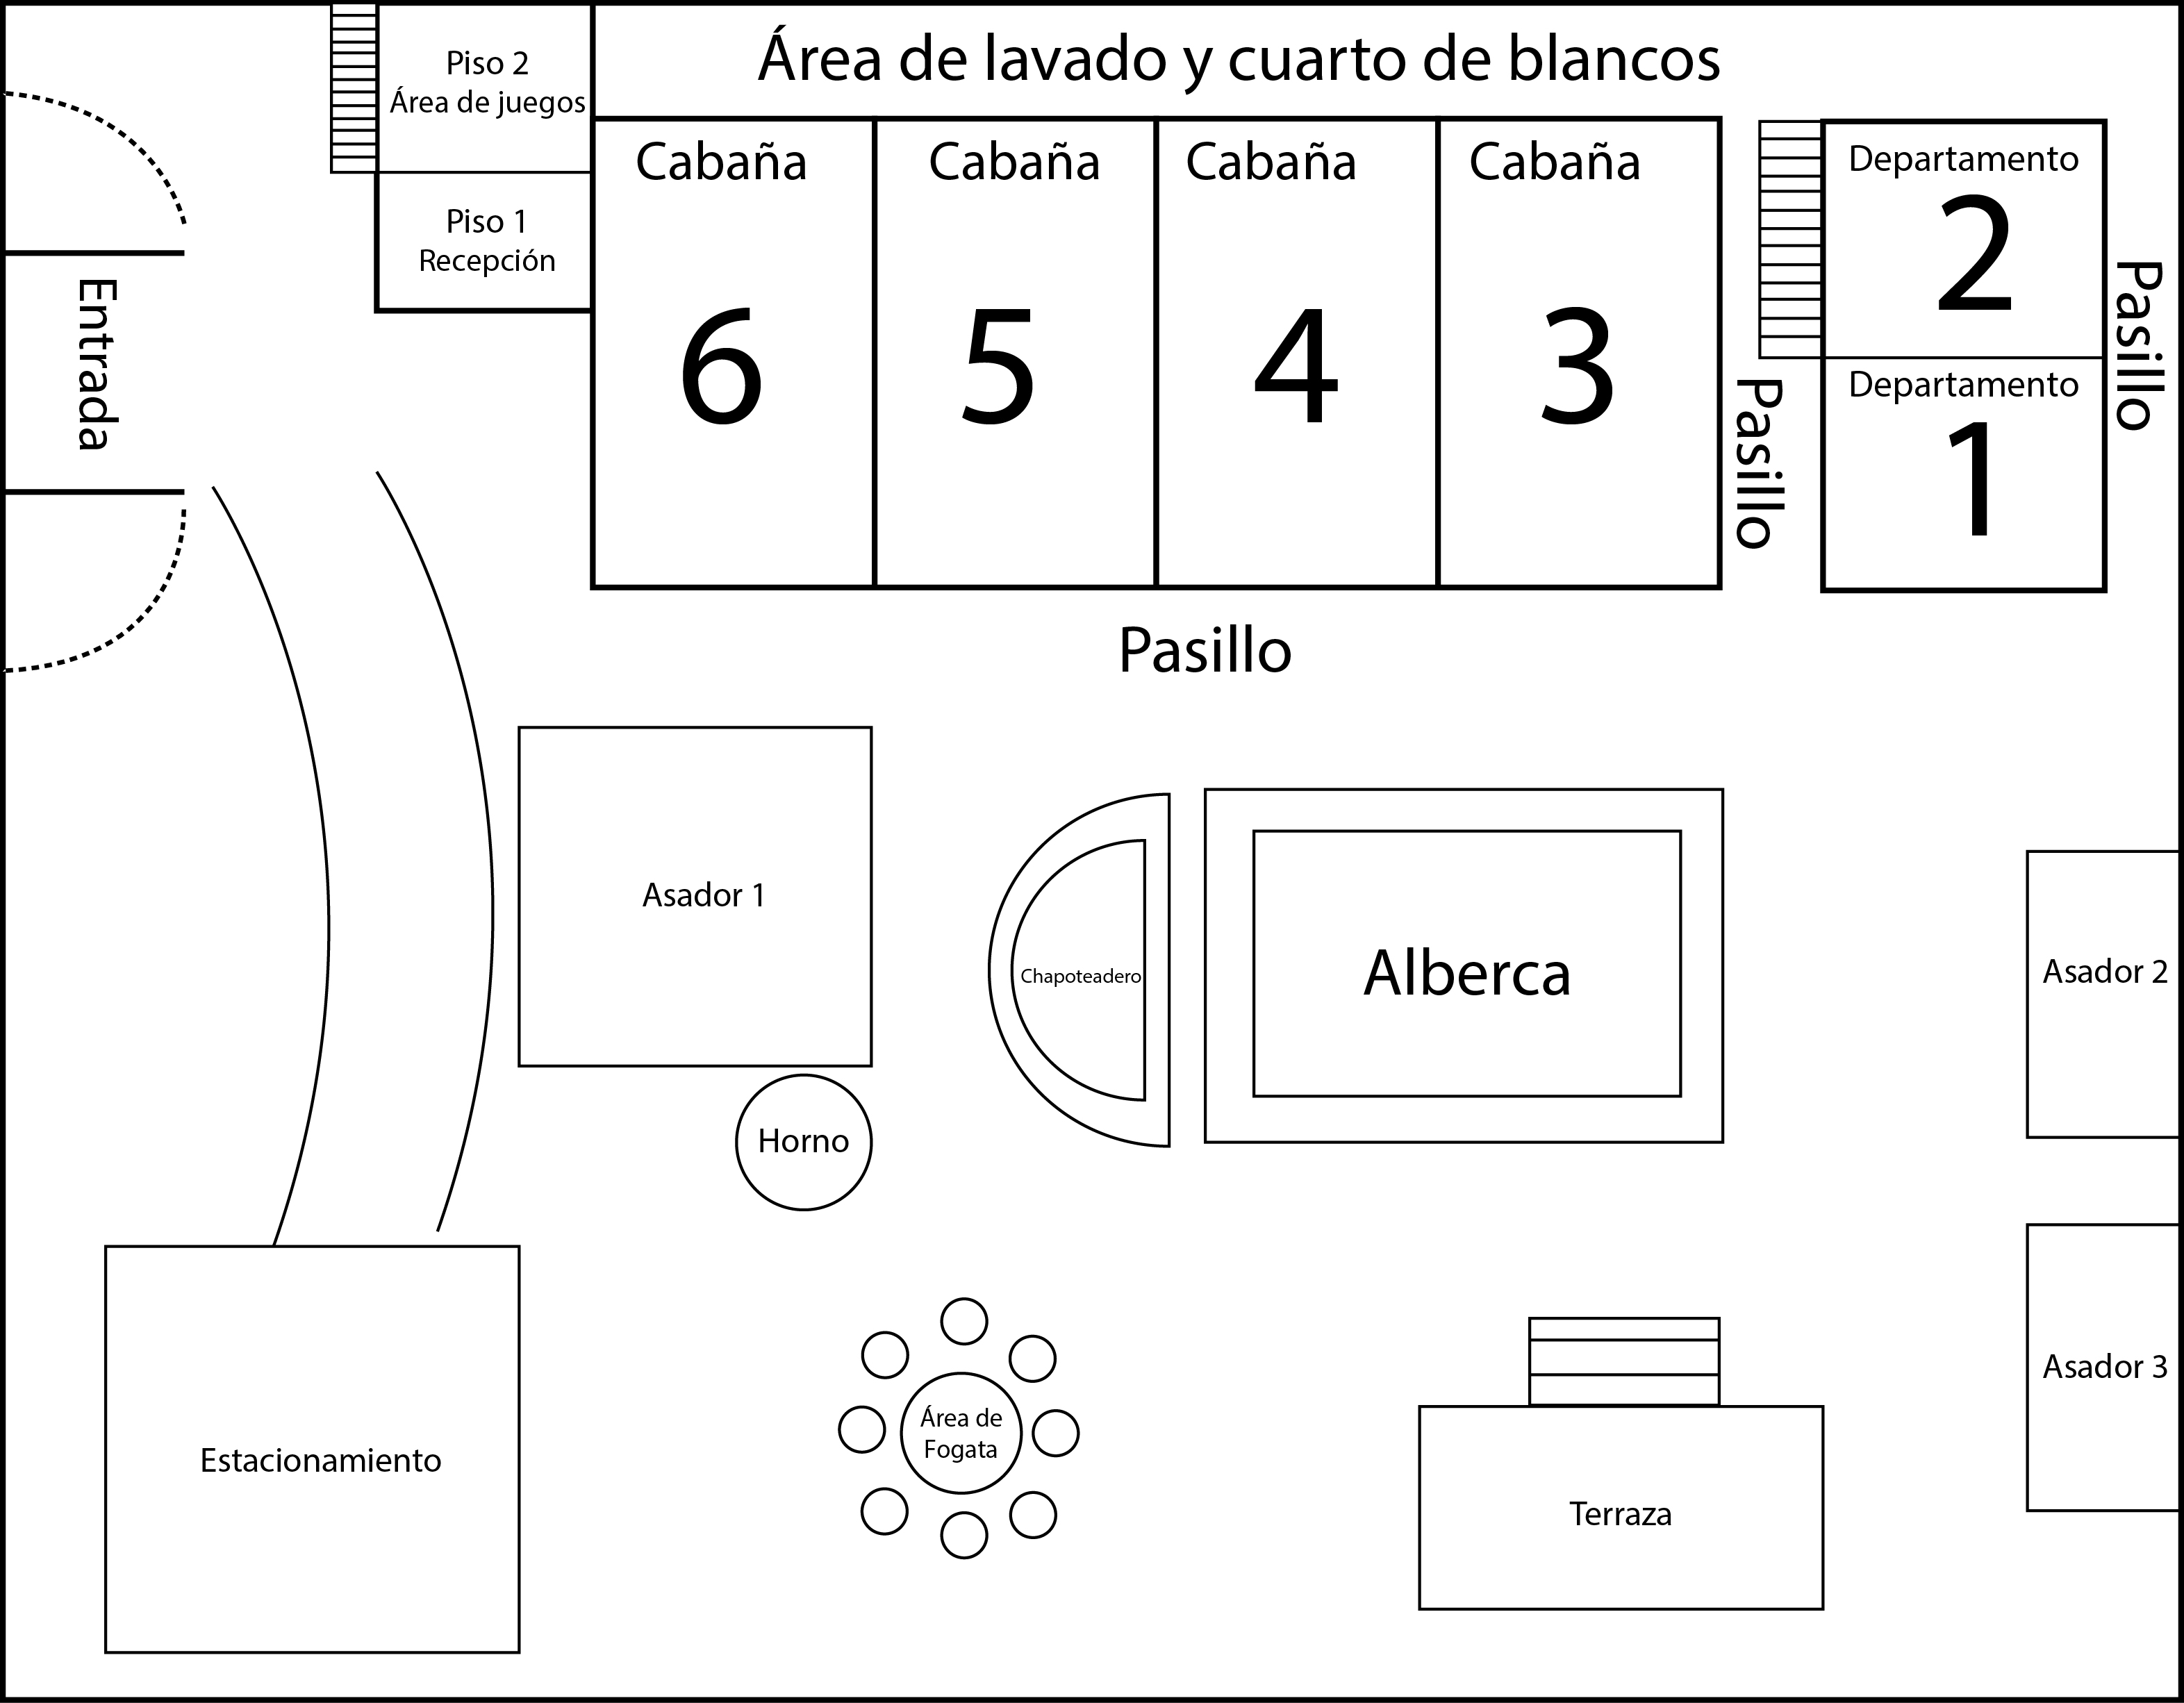 Piso 2
Área de juegos
Área de lavado y cuarto de blancos
Piso 1
Recepción
Entrada
Cabaña
6
Cabaña
5
Cabaña
4
Cabaña
3
Departamento
2
Departamento
1
Pasillo
Pasillo
Pasillo
Asador 1
Chapoteadero
Alberca
Asador 2
Horno
Asador 3
Área de
Fogata
Estacionamiento
Terraza